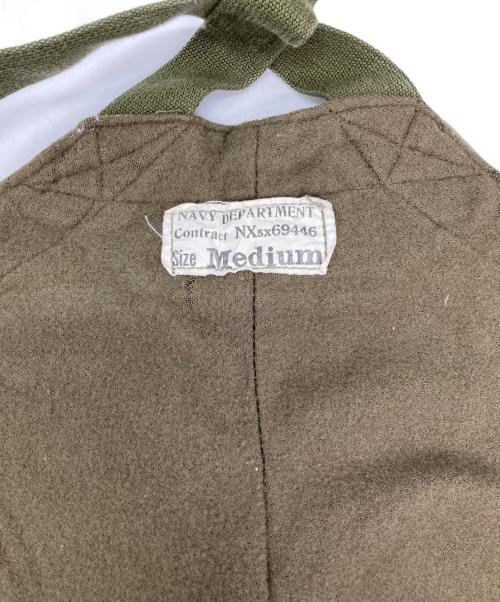 NAVY DEPARTMENT
Contract NXsx69446
Size Medium